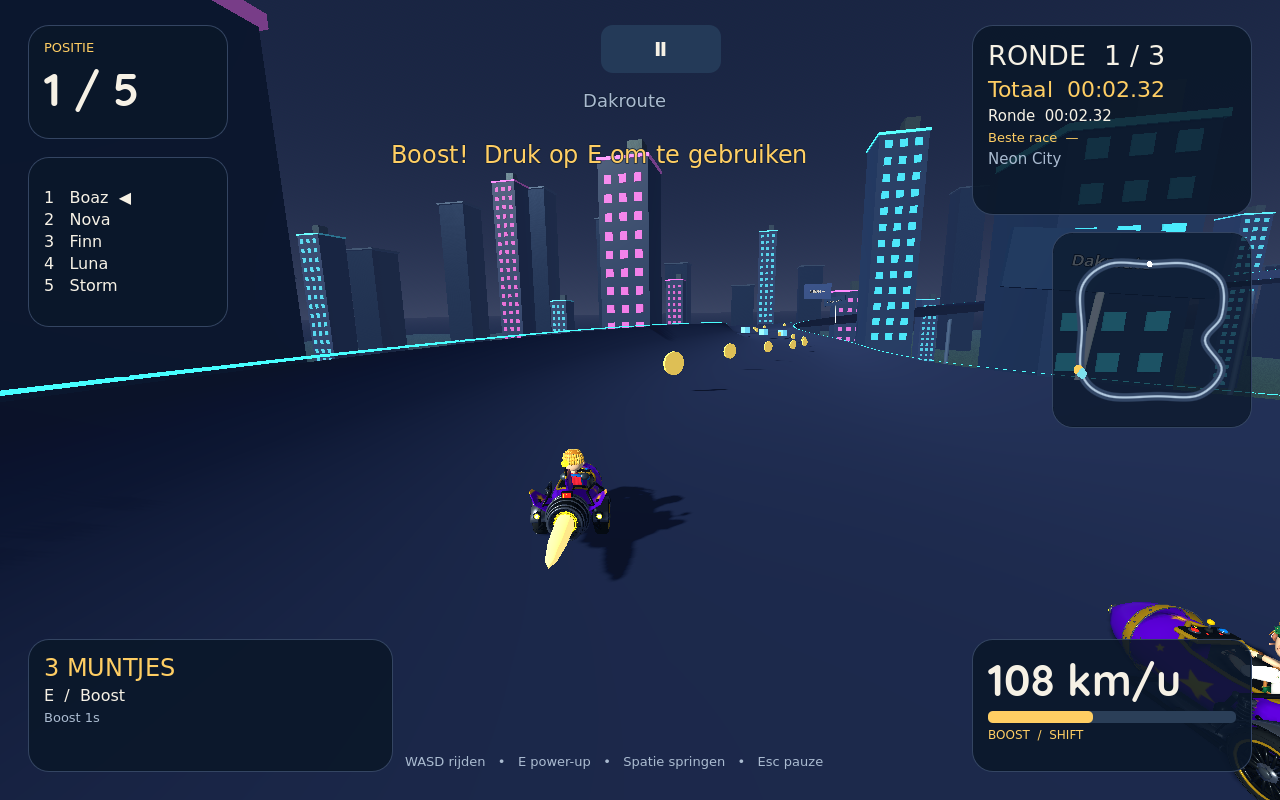 POSITIE
1 / 5
1 Boaz ◀
2 Nova
3 Finn
4 Luna
5 Storm
Dakroute
Boost! Druk op E om te gebruiken
RONDE 1 / 3
Totaal 00:02.32
Ronde 00:02.32
Beste race —
Neon City
3 MUNTJES
E / Boost
Boost 1s
WASD rijden • E power-up • Spatie springen • Esc pauze
108 km/u
BOOST / SHIFT